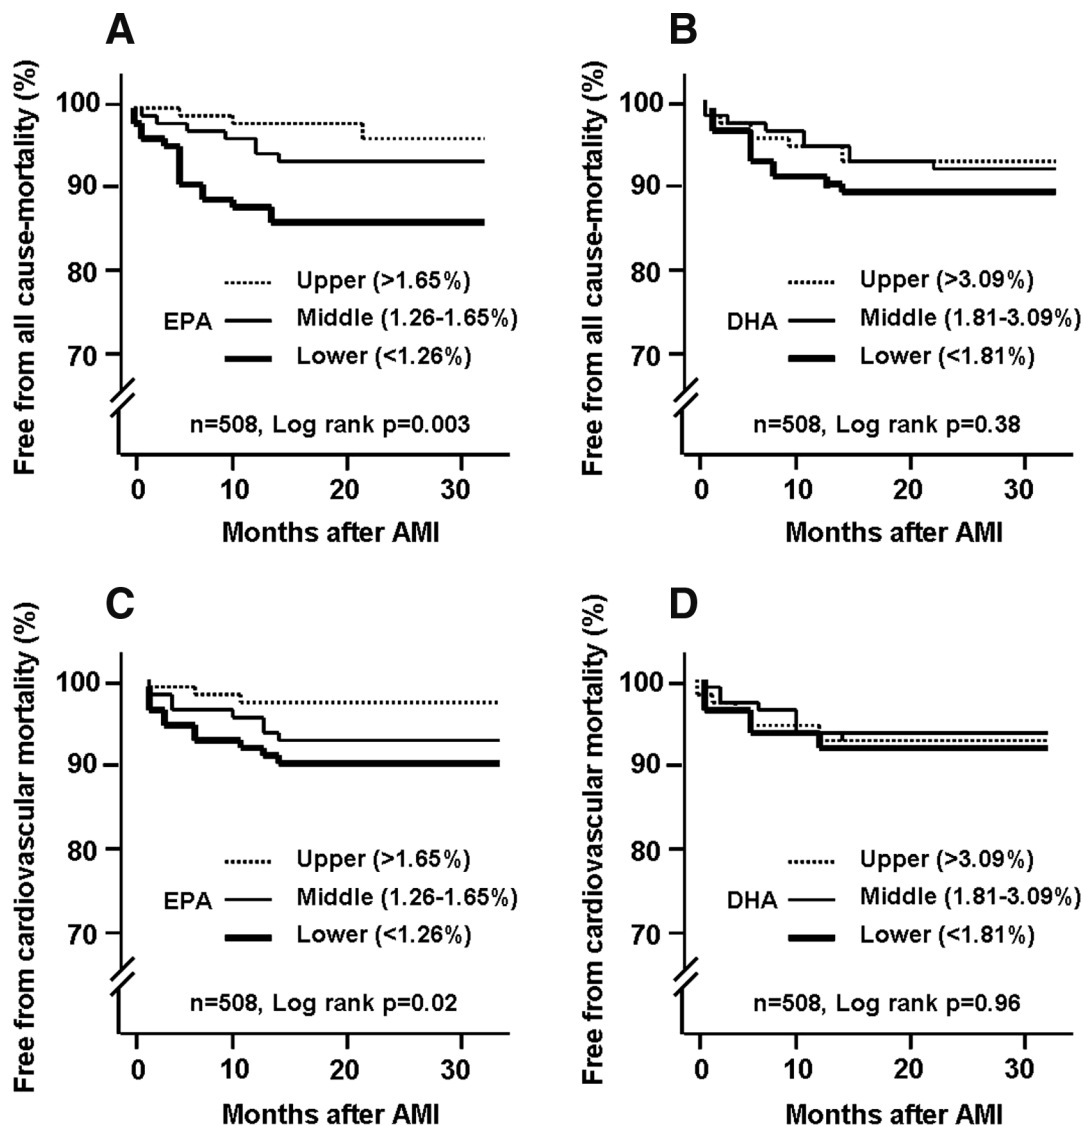 A
Free from all cause-mortality (%)
100
90
80
70
EPA
Upper (>1.65%)
Middle (1.26-1.65%)
Lower (<1.26%)
n=508, Log rank p=0.003
0 10 20 30
Months after AMI
B
Free from all cause-mortality (%)
100
90
80
70
DHA
Upper (>3.09%)
Middle (1.81-3.09%)
Lower (<1.81%)
n=508, Log rank p=0.38
0 10 20 30
Months after AMI
C
Free from cardiovascular mortality (%)
100
90
80
70
EPA
Upper (>1.65%)
Middle (1.26-1.65%)
Lower (<1.26%)
n=508, Log rank p=0.02
0 10 20 30
Months after AMI
D
Free from cardiovascular mortality (%)
100
90
80
70
DHA
Upper (>3.09%)
Middle (1.81-3.09%)
Lower (<1.81%)
n=508, Log rank p=0.96
0 10 20 30
Months after AMI